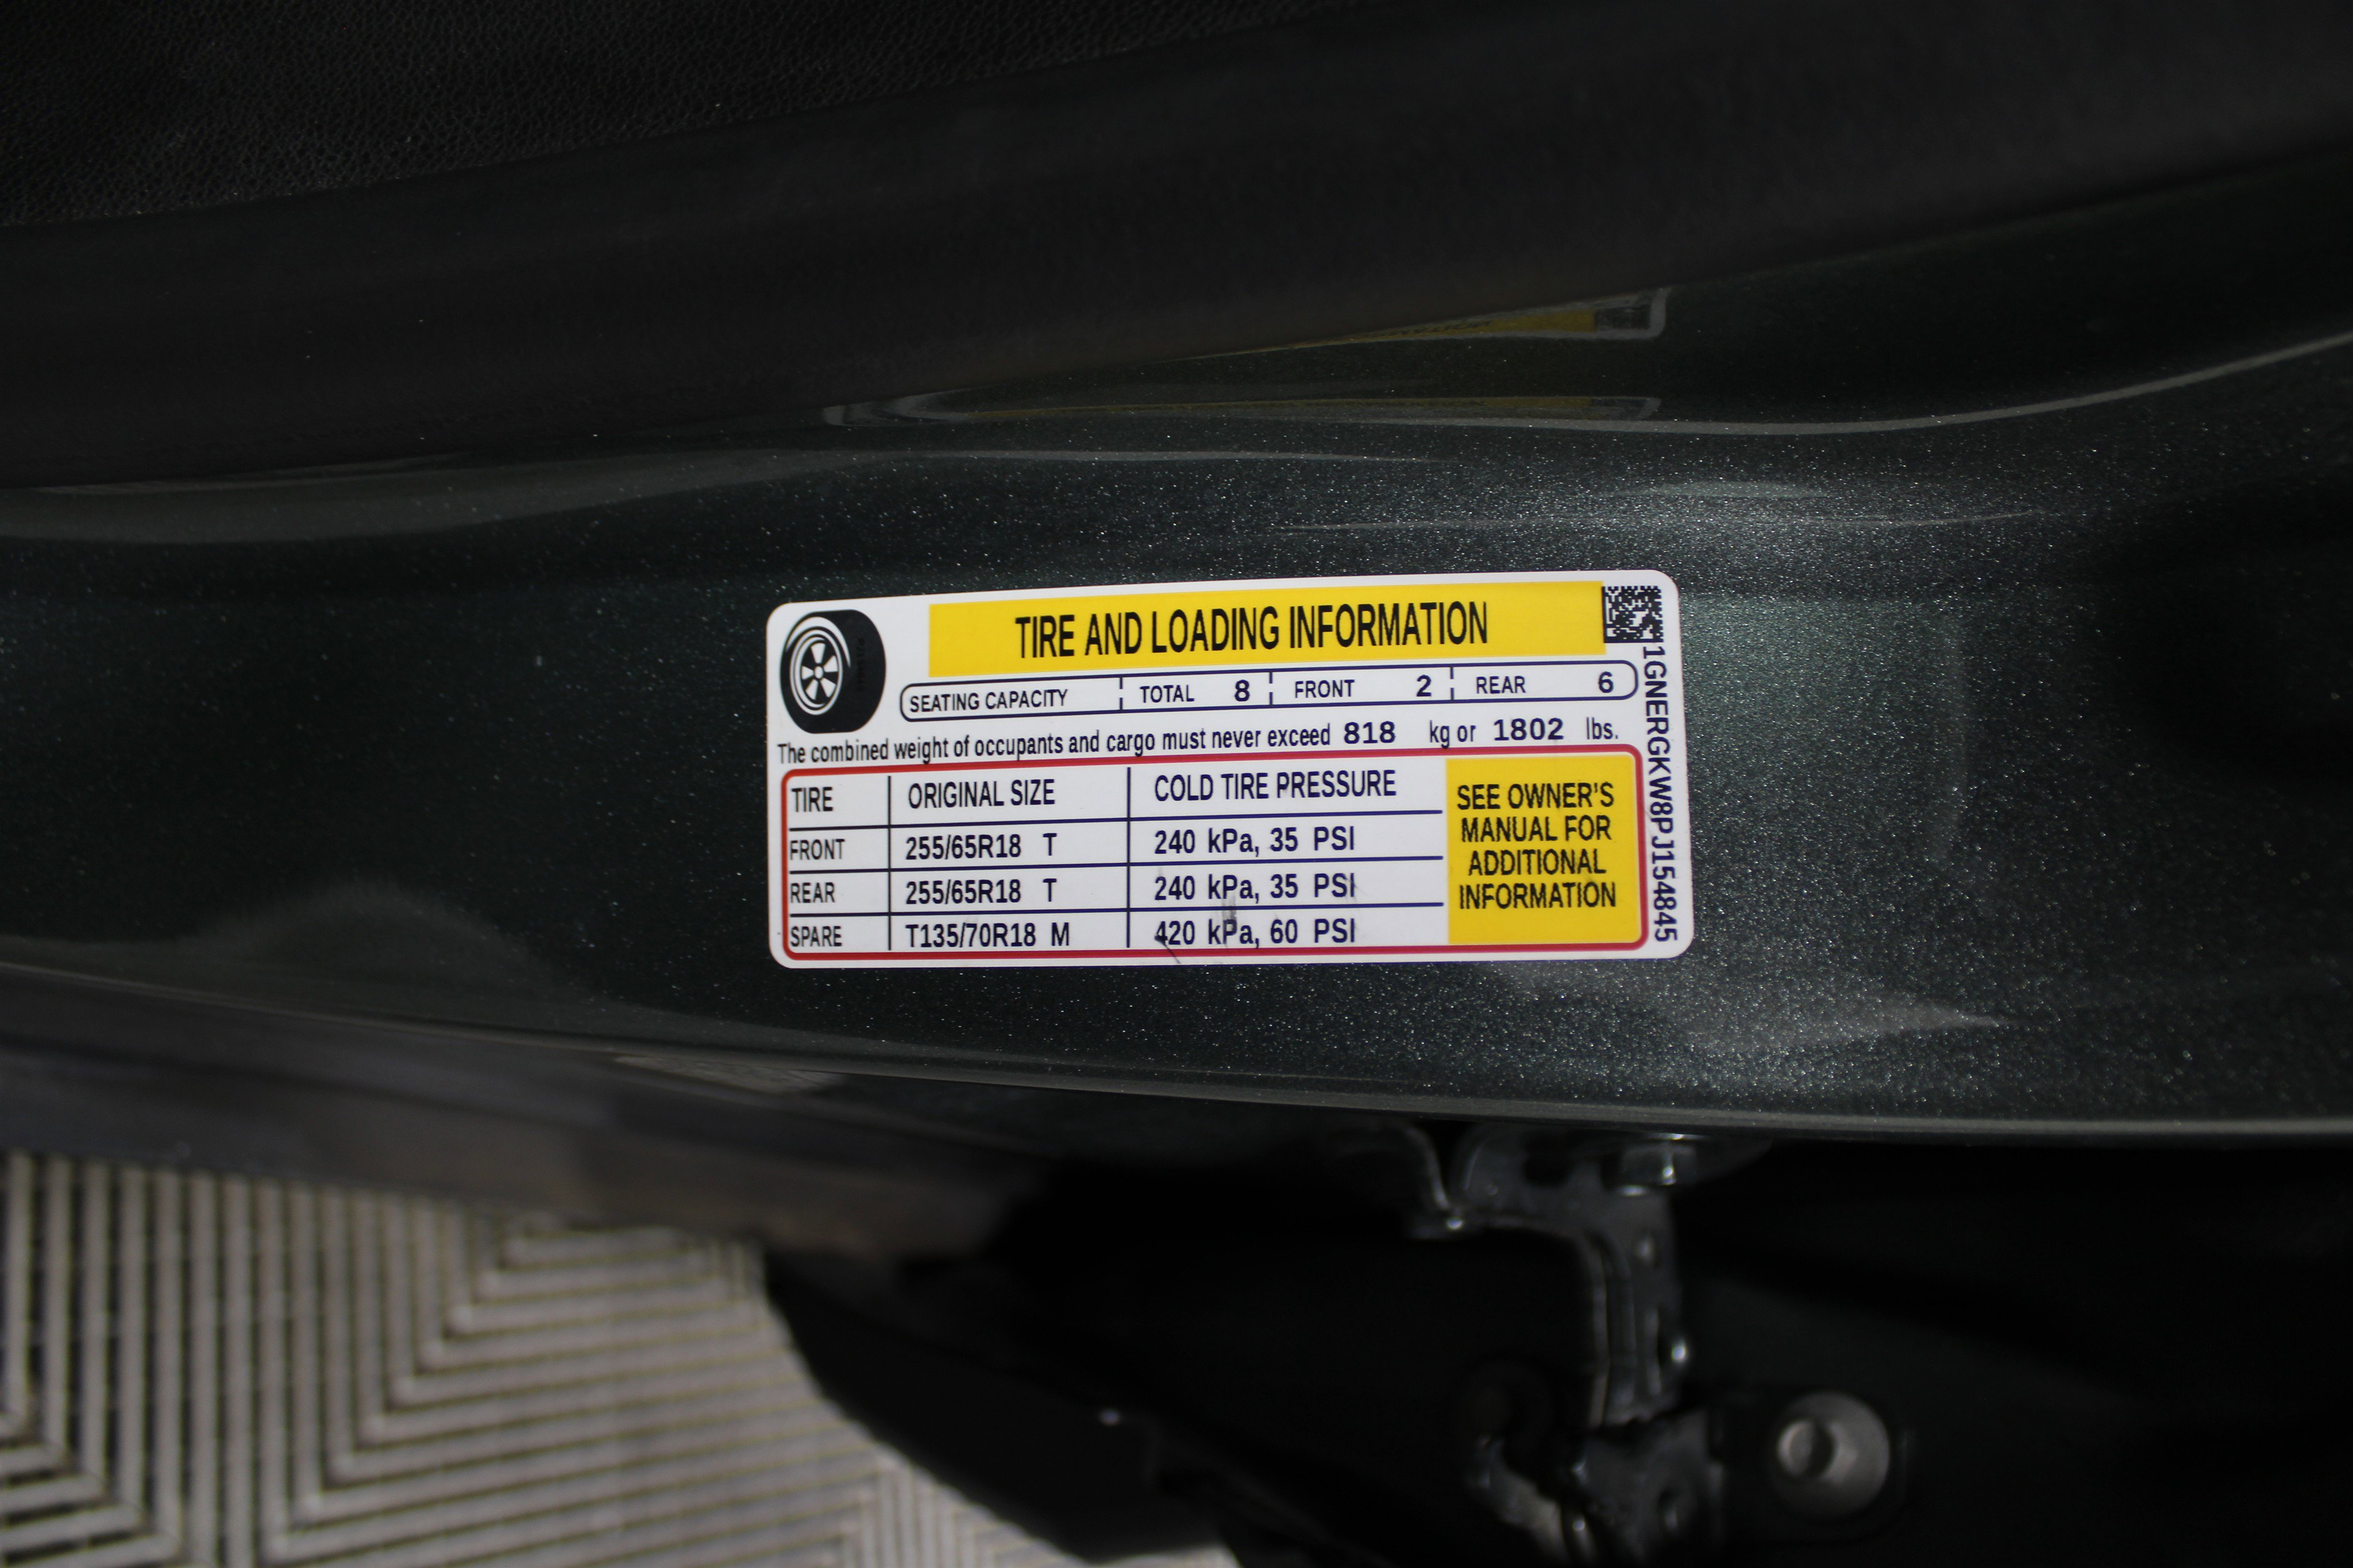 TIRE AND LOADING INFORMATION
SEATING CAPACITY TOTAL 8 FRONT 2 REAR 6
The combined weight of occupants and cargo must never exceed 818 kg or 1802 lbs.
TIRE ORIGINAL SIZE COLD TIRE PRESSURE
FRONT 255/65R18 T 240 kPa, 35 PSI
REAR 255/65R18 T 240 kPa, 35 PSI
SPARE T135/70R18 M 420 kPa, 60 PSI
SEE OWNER'S
MANUAL FOR
ADDITIONAL
INFORMATION
1GNERGKW8PJ154845